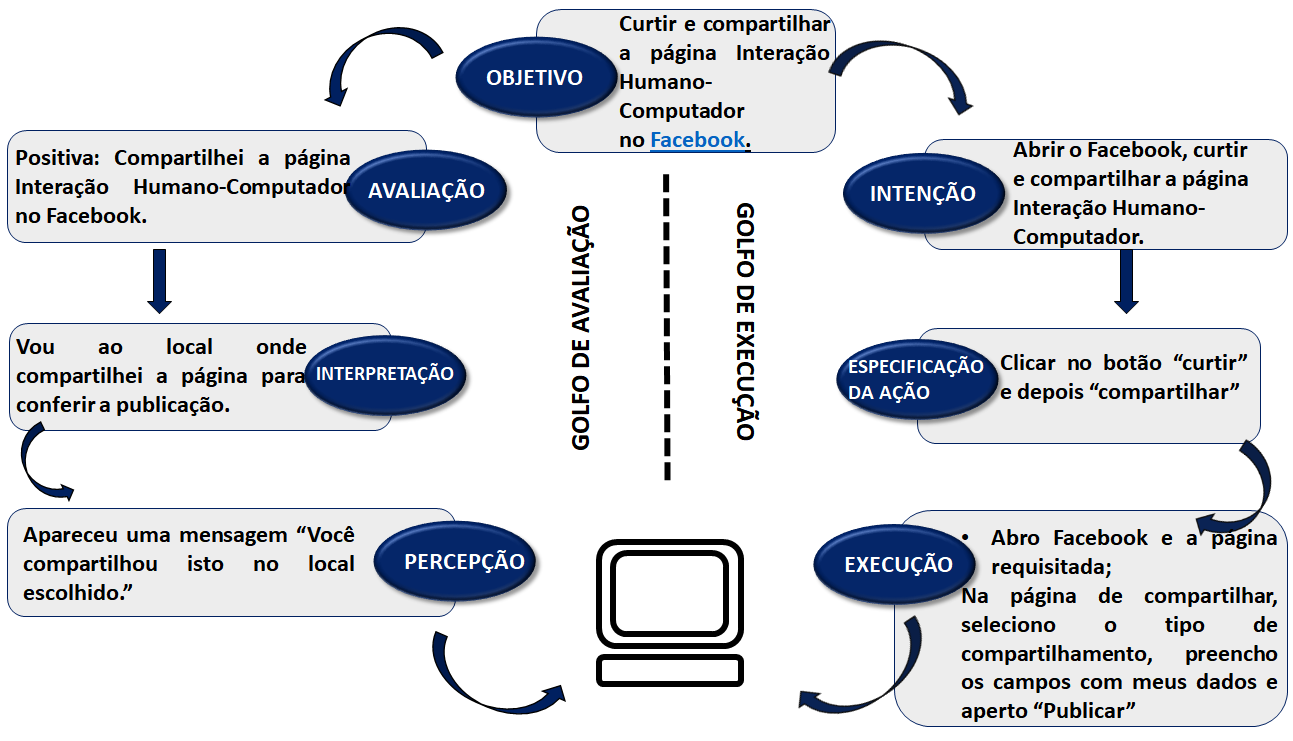 OBJETIVO
Curtir e compartilhar
a página Interação
Humano-
Computador
no Facebook.
Positiva: Compartilhei a página
Interação Humano-Computador
no Facebook.
AVALIAÇÃO
INTENÇÃO
Abrir o Facebook, curtir
e compartilhar a página
Interação Humano-
Computador.
GOLFO DE AVALIAÇÃO
GOLFO DE EXECUÇÃO
Vou ao local onde
compartilhei a página para
conferir a publicação.
INTERPRETAÇÃO
ESPECIFICAÇÃO
DA AÇÃO
Clicar no botão “curtir”
e depois “compartilhar”
Apareceu uma mensagem “Você
compartilhou isto no local
escolhido.”
PERCEPÇÃO
EXECUÇÃO
• Abro Facebook e a página
requisitada;
Na página de compartilhar,
seleciono o tipo de
compartilhamento, preencho
os campos com meus dados e
aperto “Publicar”